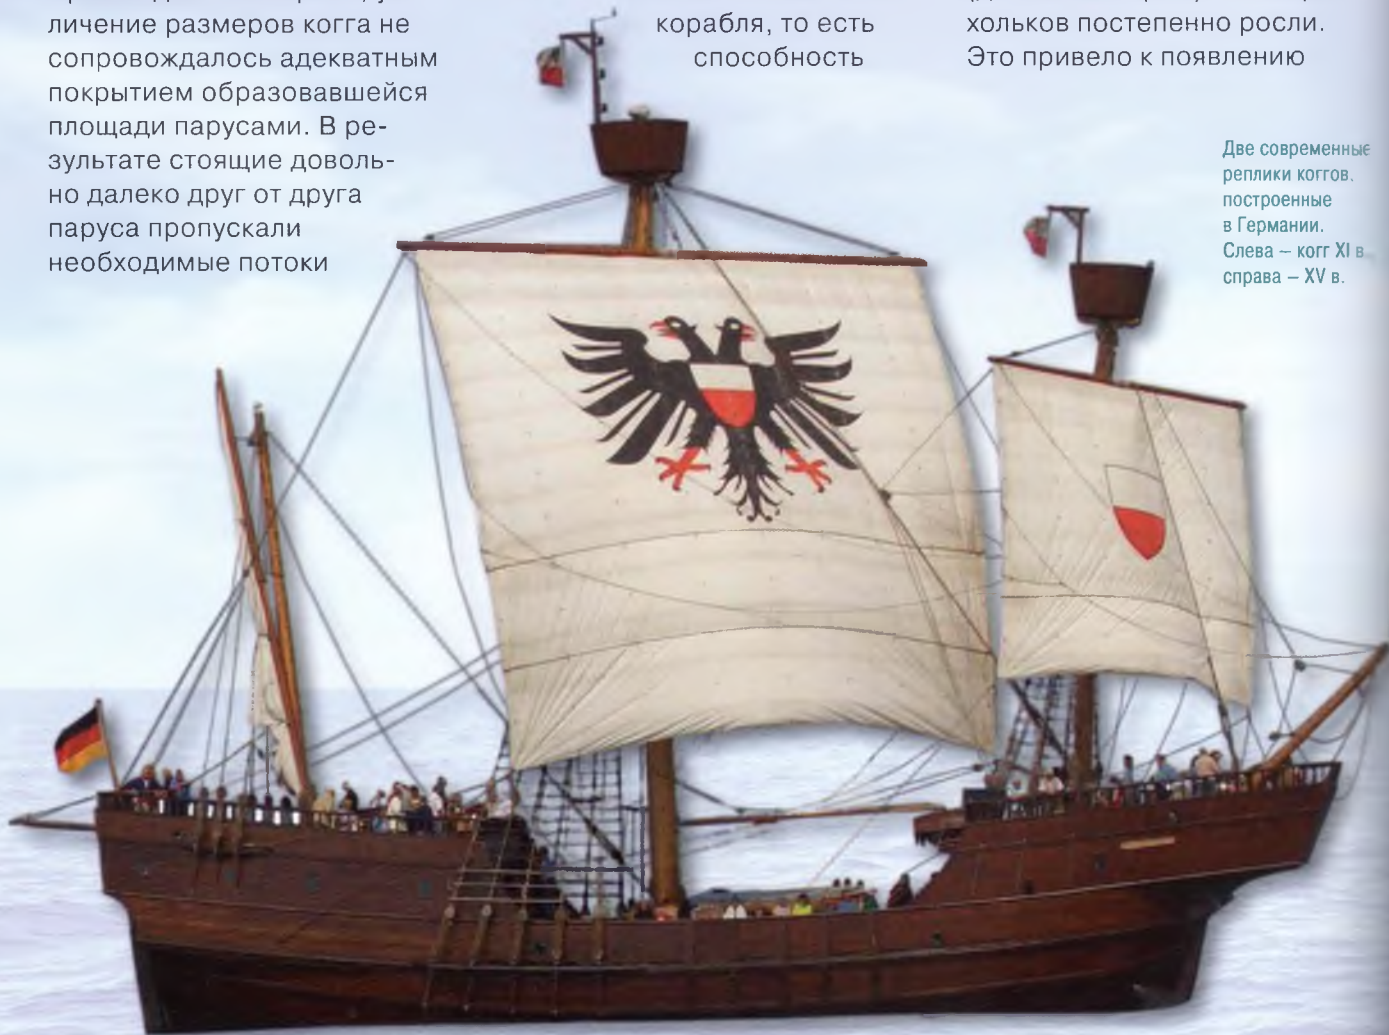 личение размеров когга не
сопровождалось адекватным
покрытием образовавшейся
площади парусами. В ре-
зультате стоящие доволь-
но далеко друг от друга
паруса пропускали
необходимые потоки
корабля, то есть
способность
хольков постепенно росли.
Это привело к появлению
Две современные
реплики коггов,
построенные
в Германии.
Слева – когг XI в.,
справа – XV в.